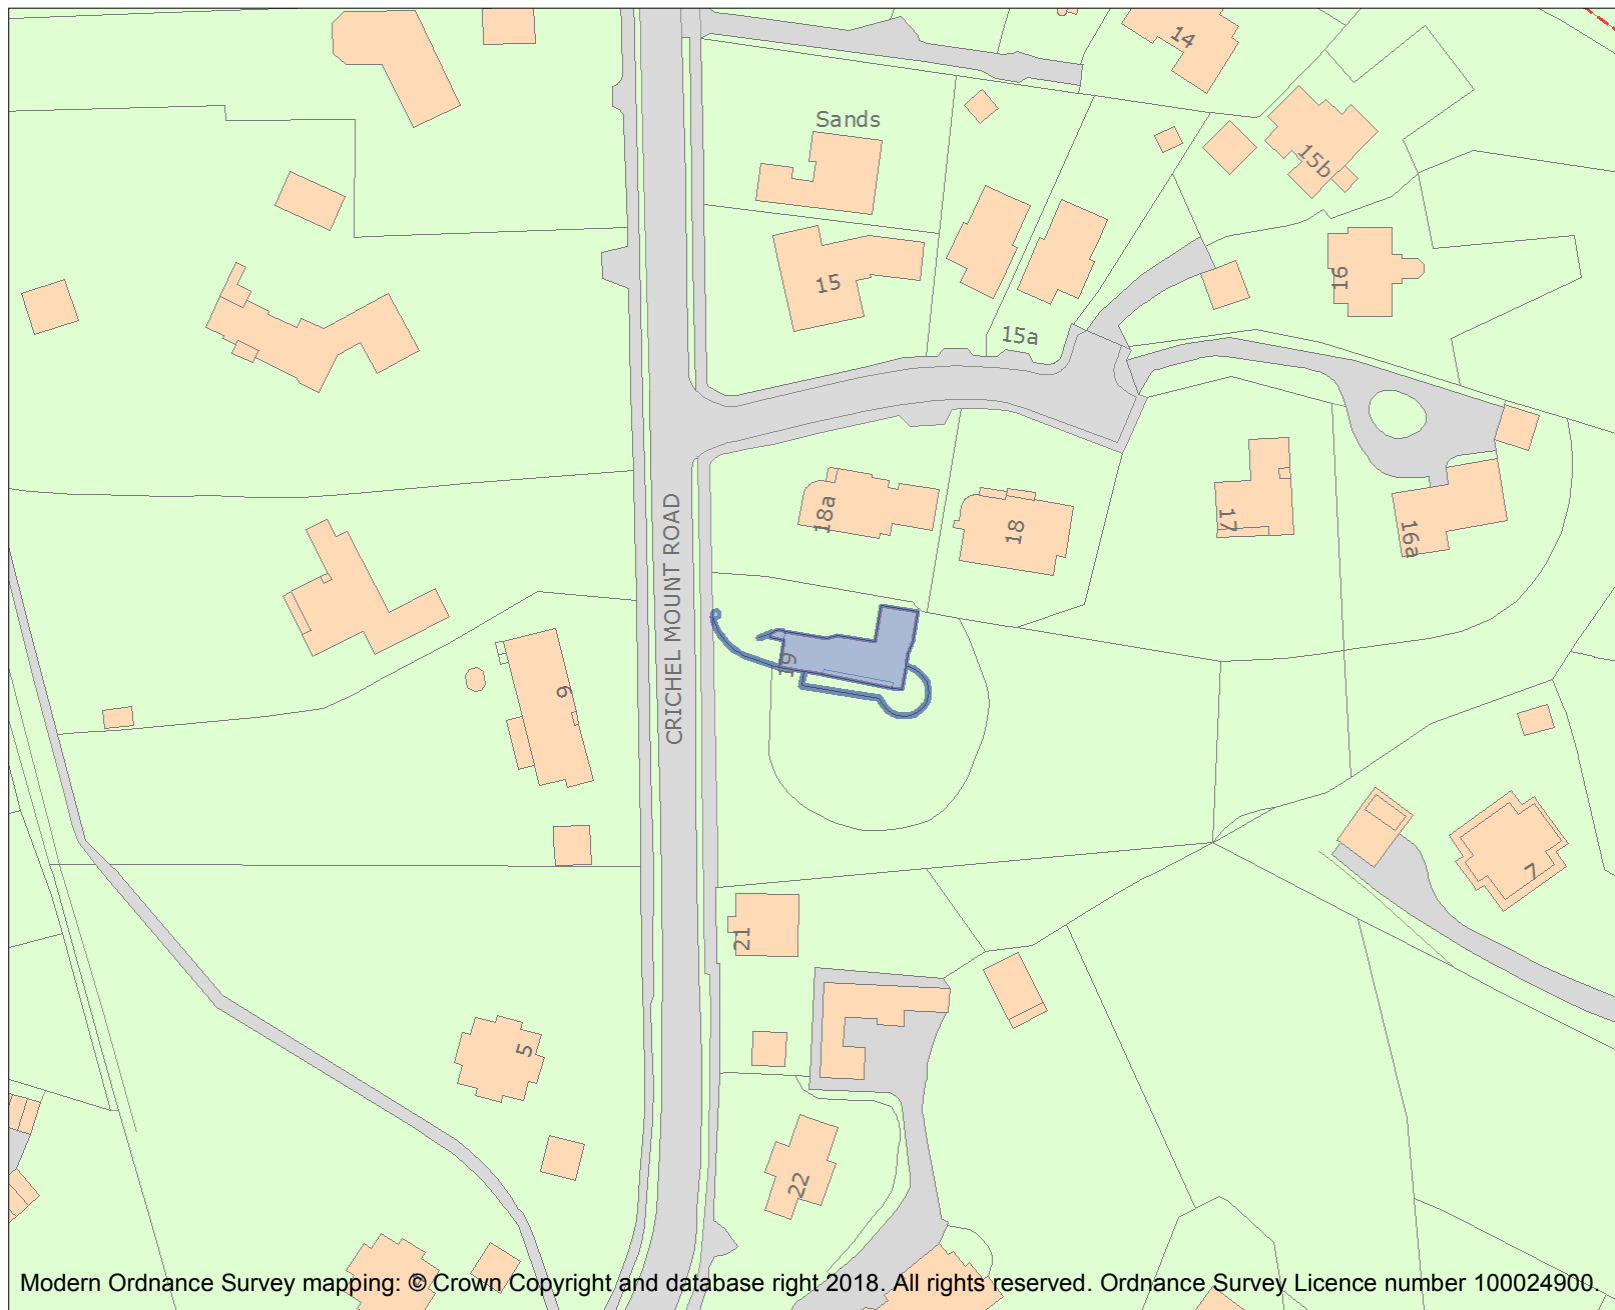 14
Sands
15b
15
16
15a
18a
18
17
16a
CRICHEL MOUNT ROAD
19
9
7
21
5
22
Modern Ordnance Survey mapping: © Crown Copyright and database right 2018. All rights reserved. Ordnance Survey Licence number 100024900.